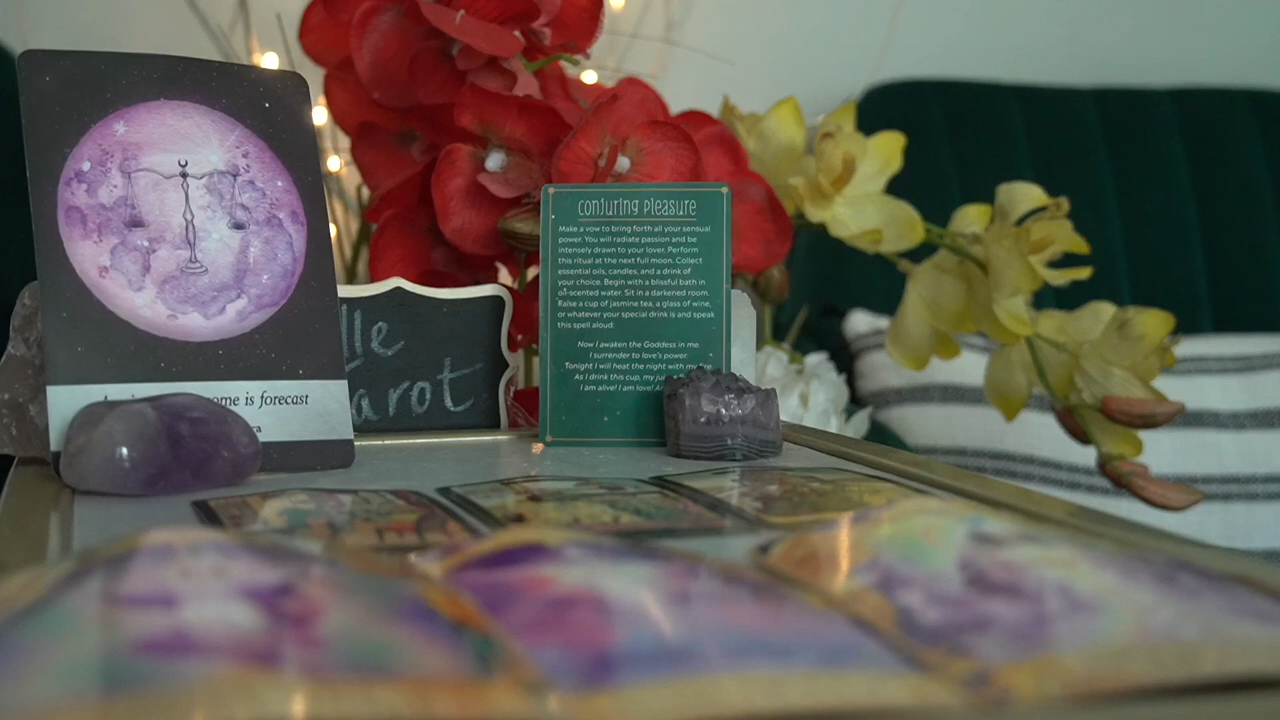 ome is forecast
lle
arot
conjuring pleasure
Make a vow to bring forth all your sensual
power. You will radiate passion and be
intensely drawn to your lover. Perform
this ritual at the next full moon. Collect
essential oils, candles, and a drink of
your choice. Begin with a blissful bath in
oil-scented water. Sit in a darkened room.
Raise a cup of jasmine tea, a glass of wine,
or whatever your special drink is and speak
this spell aloud:
Now I awaken the Goddess in me.
I surrender to love's power.
Tonight I will heat the night with my fire.
As I drink this cup, my
I am alive! I am love!